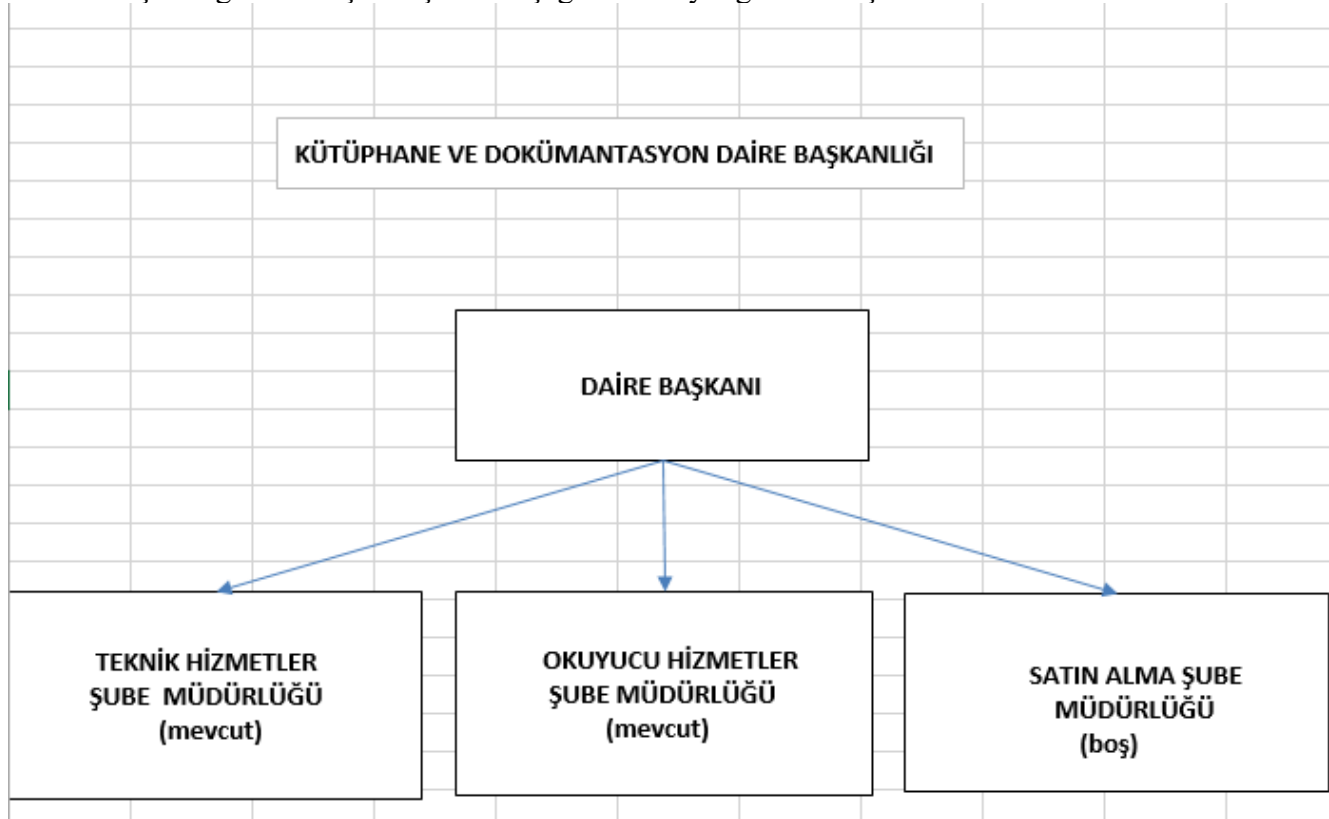 KÜTÜPHANE VE DOKÜMANTASYON DAİRE BAŞKANLIĞI
DAİRE BAŞKANI
TEKNİK HİZMETLER
ŞUBE MÜDÜRLÜĞÜ
(mevcut)
OKUYUCU HİZMETLER
ŞUBE MÜDÜRLÜĞÜ
(mevcut)
SATIN ALMA ŞUBE
MÜDÜRLÜĞÜ
(boş)